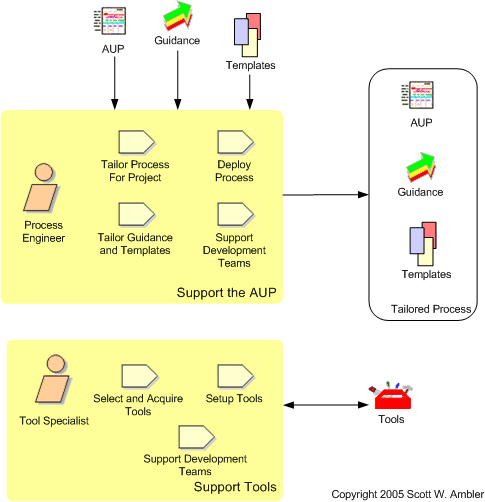 AUP
Guidance
Templates
Process
Engineer
Tailor Process
For Project
Deploy
Process
Tailor Guidance
and Templates
Support
Development
Teams
Support the AUP
AUP
Guidance
Templates
Tailored Process
Tool Specialist
Select and Acquire
Tools
Setup Tools
Support Development
Teams
Support Tools
Tools
Copyright 2005 Scott W. Ambler